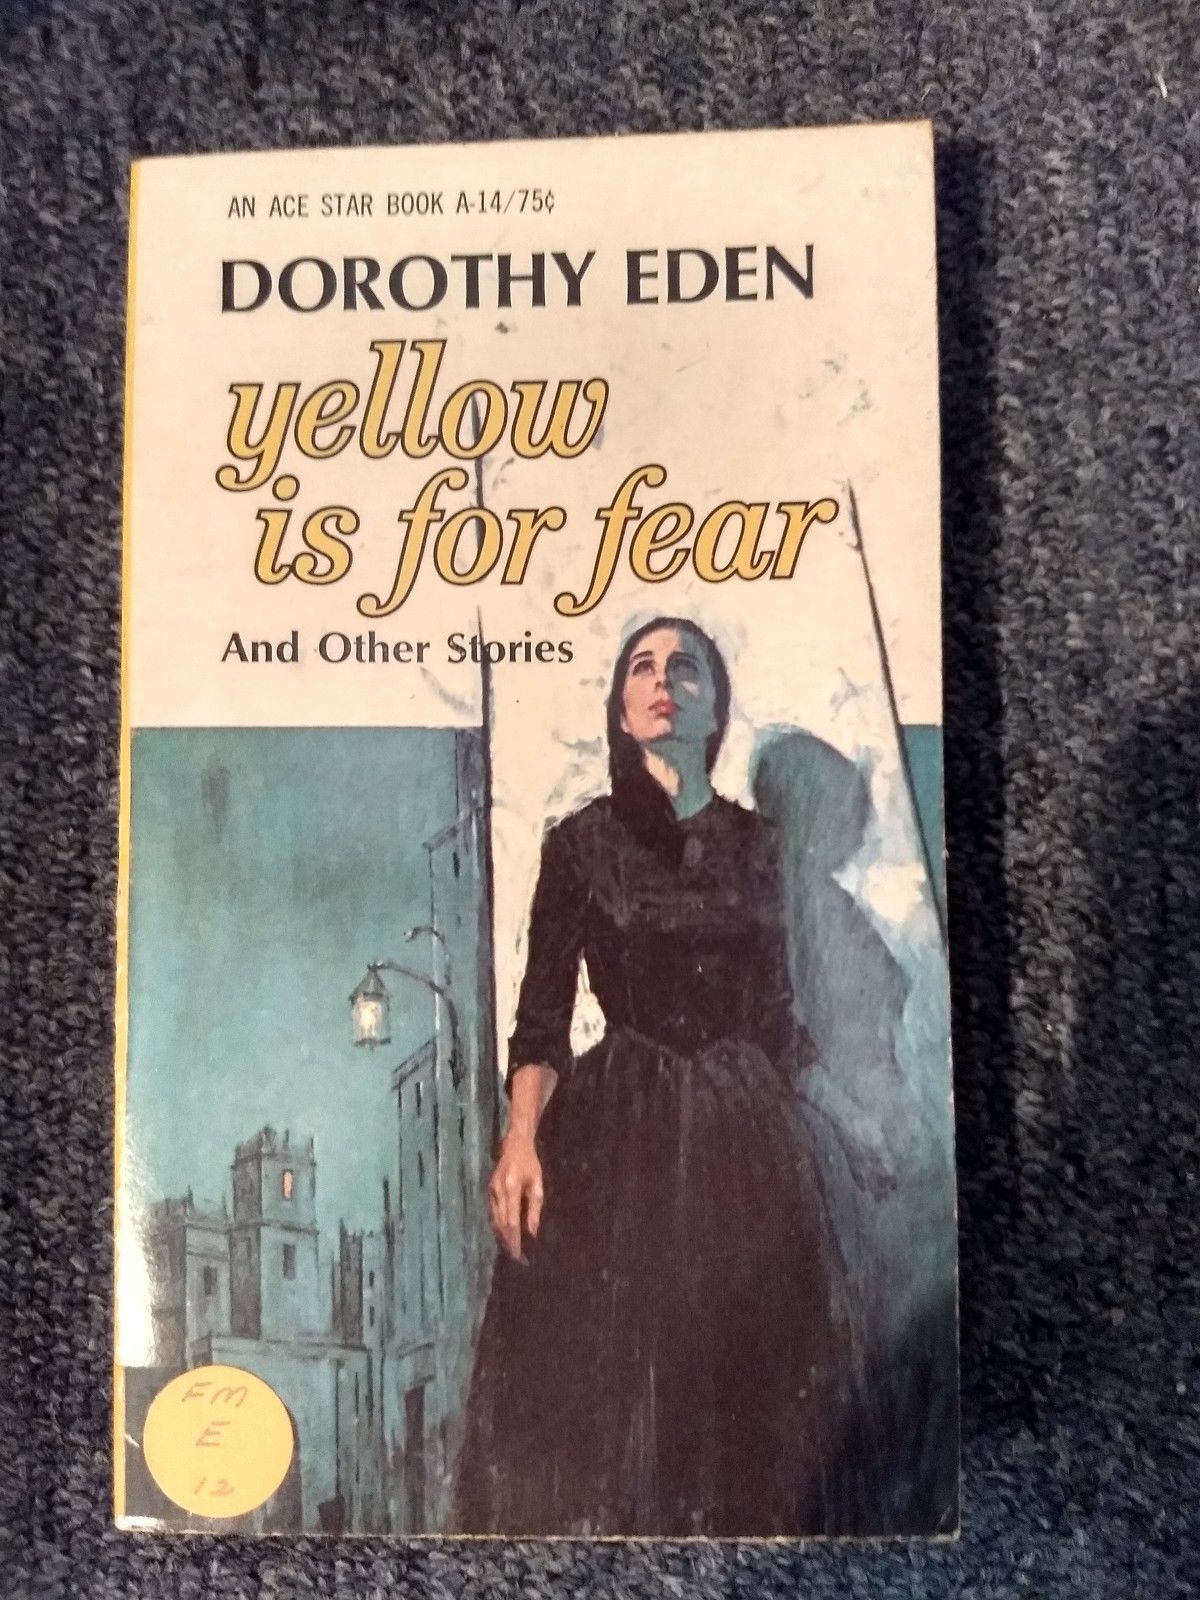 AN ACE STAR BOOK A-14/75¢
DOROTHY EDEN
yellow
is for fear
And Other Stories
FM
E
12